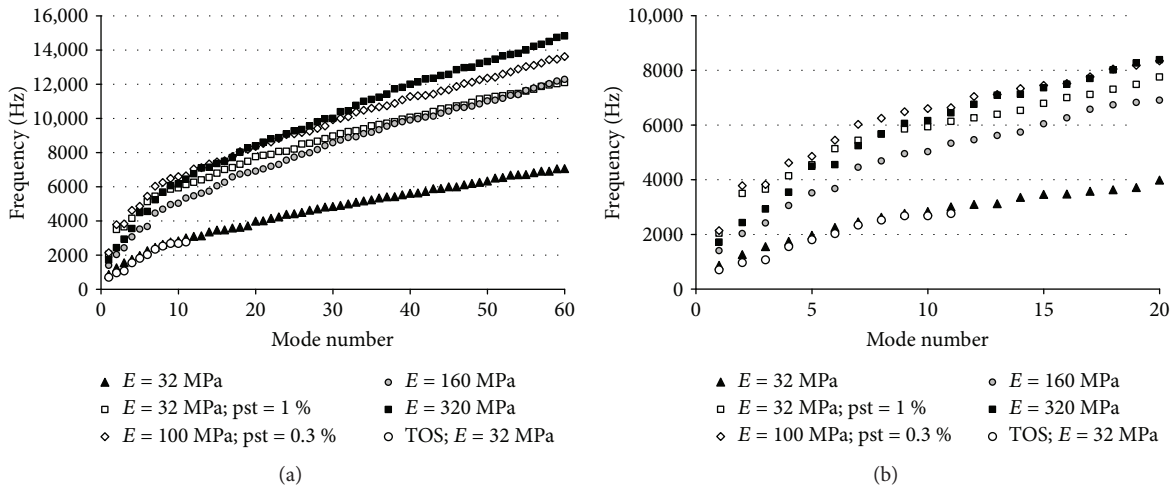 16,000
14,000
12,000
10,000
8000
6000
4000
2000
0
Frequency (Hz)
0 10 20 30 40 50 60
Mode number
E = 32 MPa
E = 32 MPa; pst = 1 %
E = 100 MPa; pst = 0.3 %
E = 160 MPa
E = 320 MPa
TOS; E = 32 MPa
(a)
10,000
8000
6000
4000
2000
0
Frequency (Hz)
0 5 10 15 20
Mode number
E = 32 MPa
E = 32 MPa; pst = 1 %
E = 100 MPa; pst = 0.3 %
E = 160 MPa
E = 320 MPa
TOS; E = 32 MPa
(b)